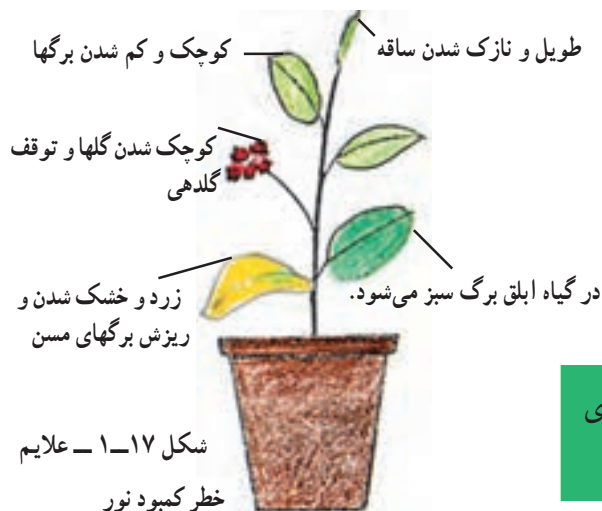 طویل و نازک شدن ساقه
کوچک و کم شدن برگها
کوچک شدن گلها و توقف
گلدهی
در گیاه ابلق برگ سبز می‌شود.
زرد و خشک شدن و
ریزش برگهای مسن
شکل ۱۷ــ۱ ــ علایم
خطر کمبود نور